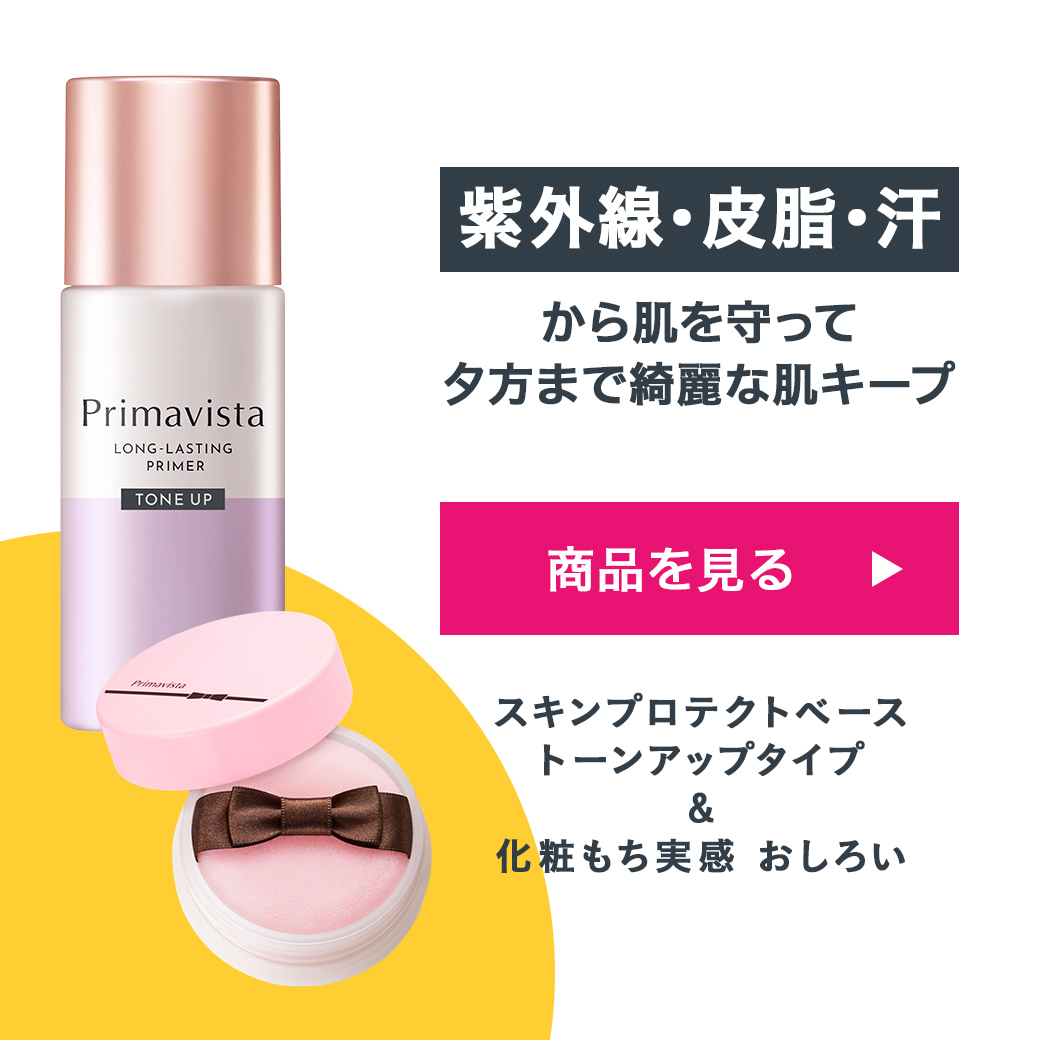 Primavista
LONG-LASTING
PRIMER
TONE UP
Primavista
紫外線・皮脂・汗
から肌を守って
夕方まで綺麗な肌キープ
商品を見る
スキンプロテクトベース
トーンアップタイプ
&
化粧もち実感 おしろい